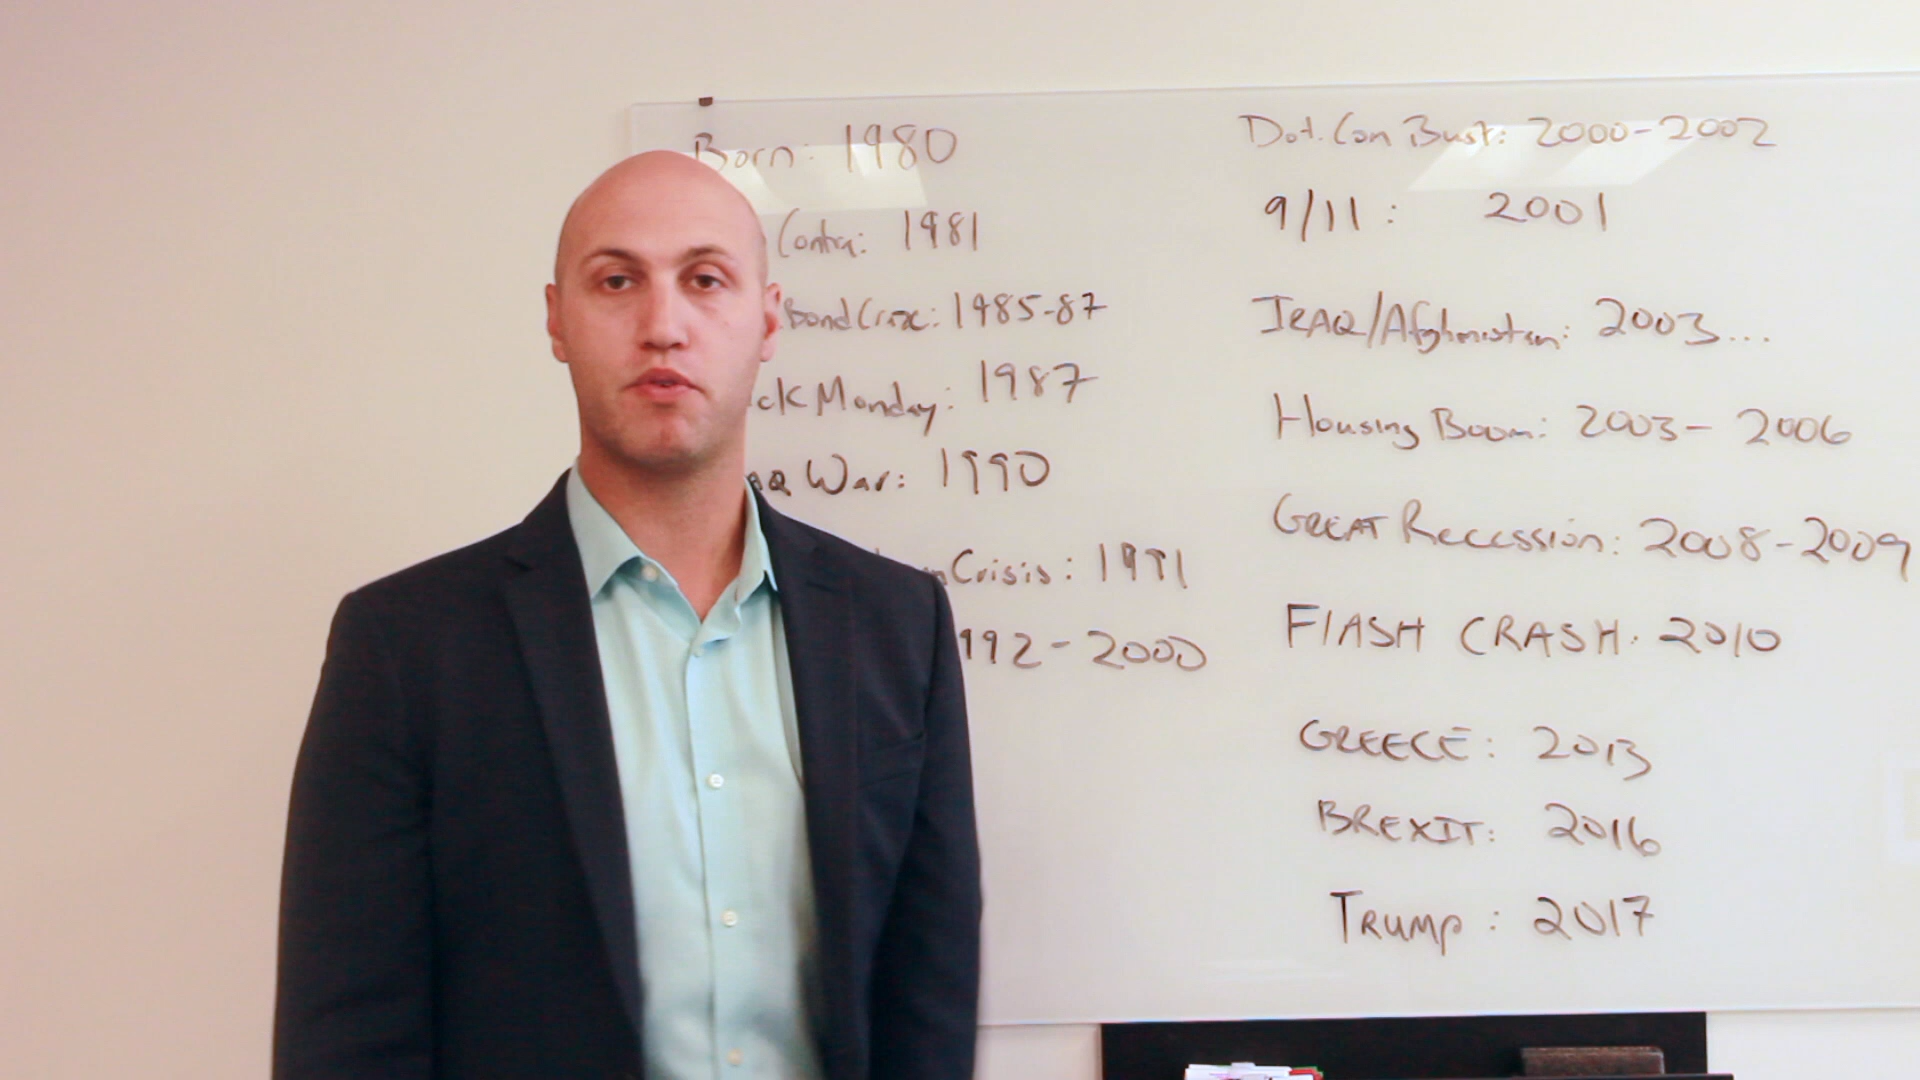 Born: 1980
Contra: 1981
Bond Crisis: 1985-87
ck Monday: 1987
aq War: 1990
n Crisis: 1991
992-2000
Dot.Com Bust: 2000-2002
9/11: 2001
IRAQ/Afghanistan: 2003...
Housing Boom: 2003-2006
GREAT Recession: 2008-2009
FlASH CRASH: 2010
GREECE: 2013
BREXIT: 2016
TRUMP: 2017